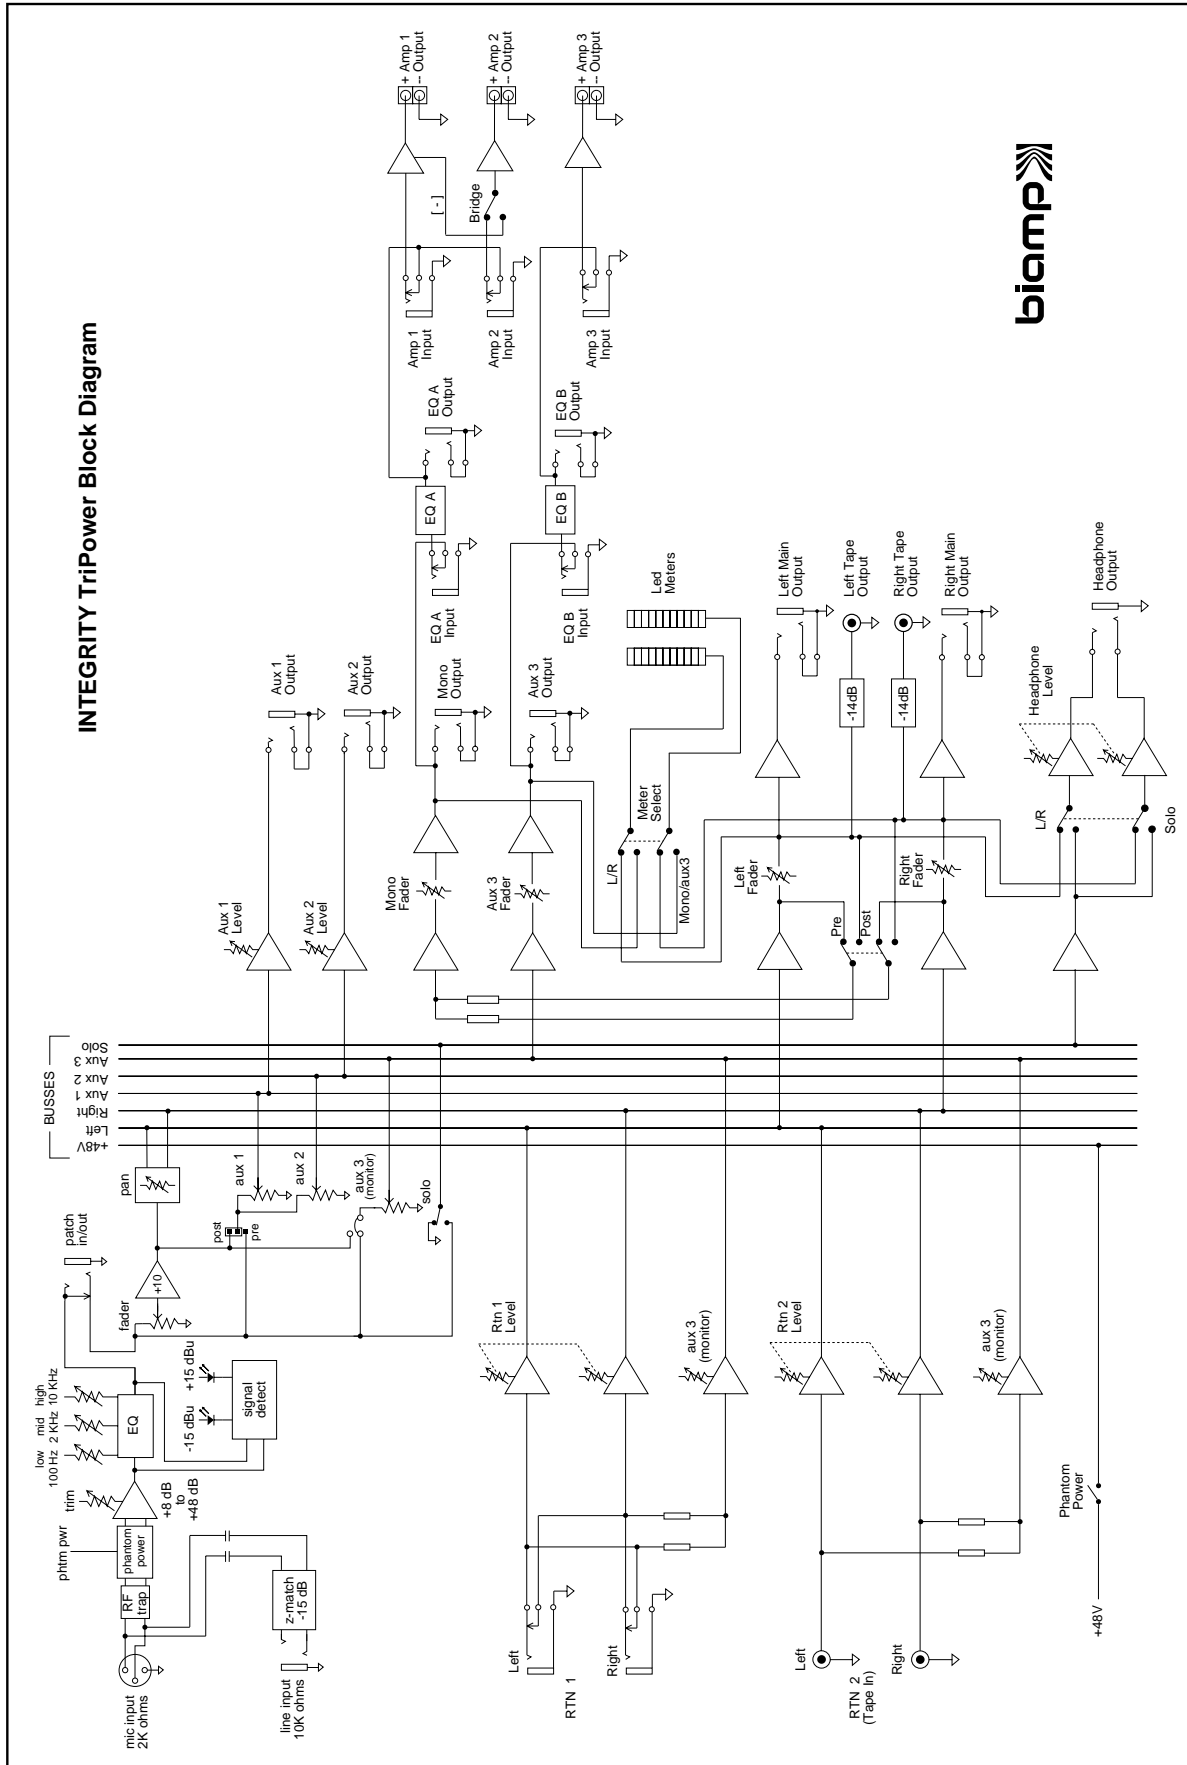 INTEGRITY TriPower Block Diagram
mic input
2K ohms
line input
10K ohms
RF
trap
phtm pwr
phantom
power
z-match
-15 dB
trim
+8 dB
to
+48 dB
low
100 Hz
mid
2 KHz
high
10 KHz
EQ
-15 dBu
+15 dBu
signal
detect
patch
in/out
fader
+10
pan
post
pre
aux 1
aux 2
aux 3
(monitor)
solo
BUSSES
+48V
Left
Right
Aux 1
Aux 2
Aux 3
Solo
Aux 1
Level
Aux 1
Output
Aux 2
Level
Aux 2
Output
Mono
Fader
Mono
Output
Aux 3
Fader
Aux 3
Output
EQ A
Input
EQ A
EQ A
Output
EQ B
Input
EQ B
EQ B
Output
Amp 1
Input
Amp 2
Input
Amp 3
Input
[ - ]
Bridge
+ Amp 1
-- Output
+ Amp 2
-- Output
+ Amp 3
-- Output
L/R
Meter
Select
Mono/aux3
Led
Meters
Left
Fader
Pre
Post
Right
Fader
-14dB
-14dB
Left Main
Output
Left Tape
Output
Right Tape
Output
Right Main
Output
L/R
Solo
Headphone
Level
Headphone
Output
RTN 1
Left
Right
Rtn 1
Level
aux 3
(monitor)
RTN 2
(Tape In)
Left
Right
Rtn 2
Level
aux 3
(monitor)
+48V
Phantom
Power
biamp